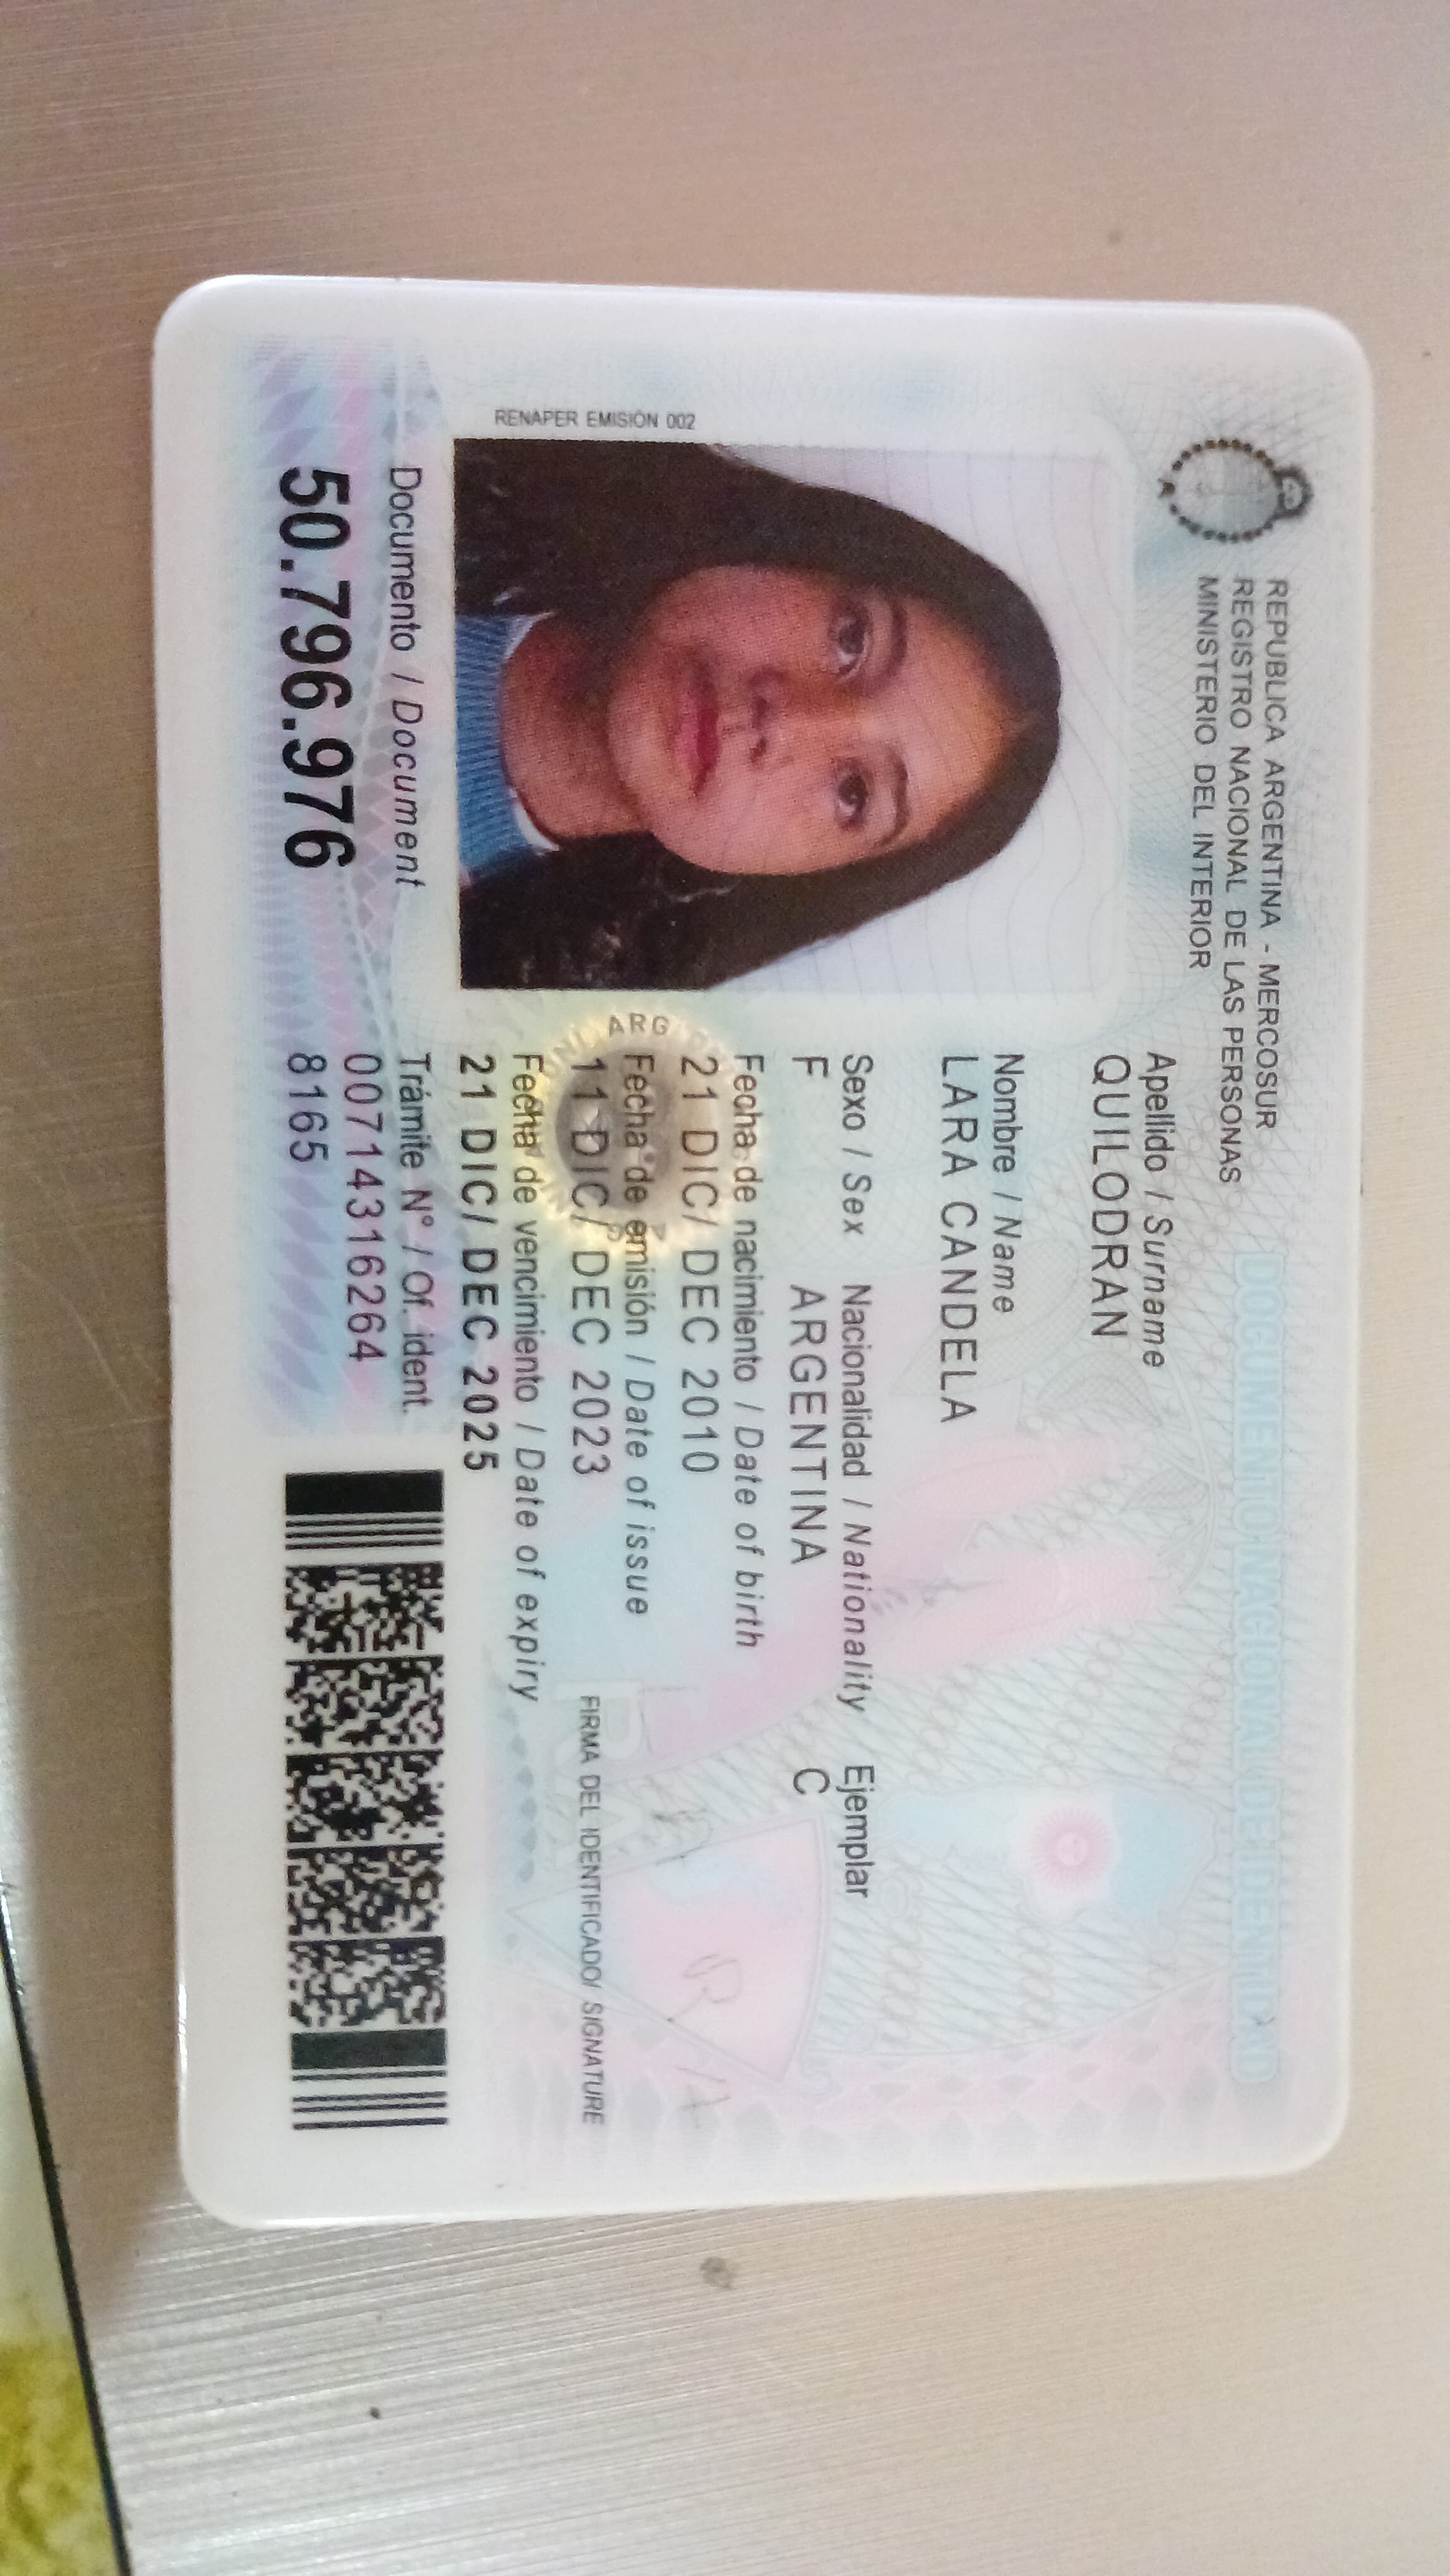 REPUBLICA ARGENTINA - MERCOSUR
REGISTRO NACIONAL DE LAS PERSONAS
MINISTERIO DEL INTERIOR
DOCUMENTO NACIONAL DE IDENTIDAD
Apellido / Surname
QUILODRAN
Nombre / Name
LARA CANDELA
Sexo / Sex Nacionalidad / Nationality Ejemplar
F ARGENTINA C
Fecha de nacimiento / Date of birth
21 DIC/ DEC 2010
Fecha de emisión / Date of issue
11 DIC/ DEC 2023
Fecha de vencimiento / Date of expiry
21 DIC/ DEC 2025
FIRMA DEL IDENTIFICADO/ SIGNATURE
Trámite N° / Of. ident.
00714316264
8165
RENAPER EMISIÓN 002
Documento / Document
50.796.976
ARG